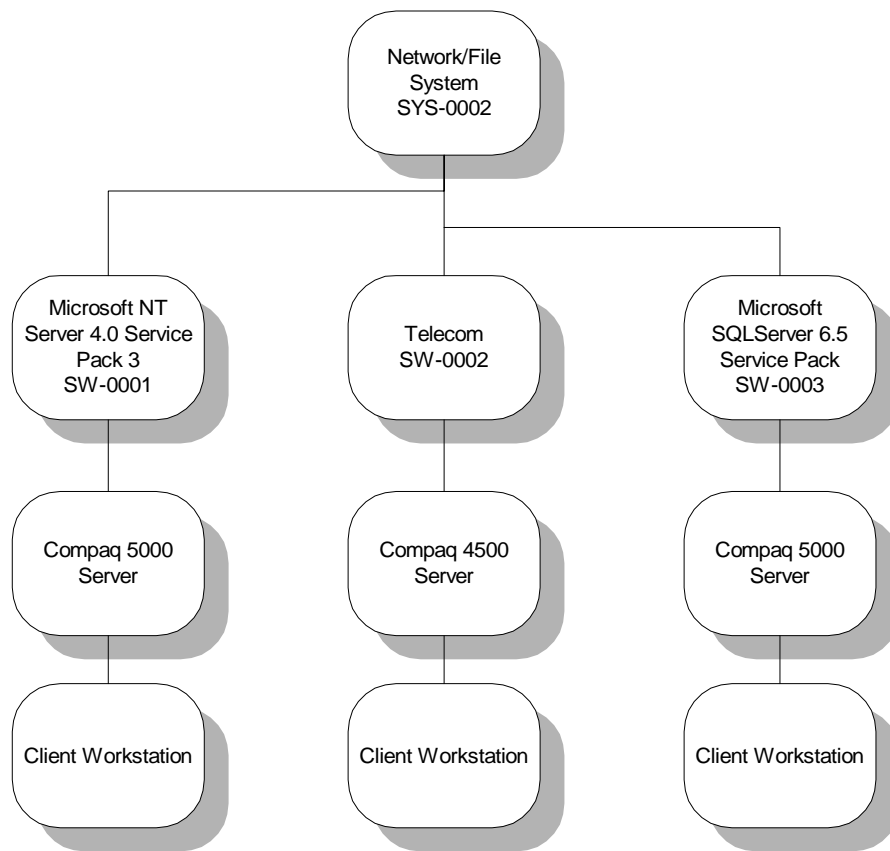 Network/File
System
SYS-0002
Microsoft NT
Server 4.0 Service
Pack 3
SW-0001
Telecom
SW-0002
Microsoft
SQLServer 6.5
Service Pack
SW-0003
Compaq 5000
Server
Compaq 4500
Server
Compaq 5000
Server
Client Workstation
Client Workstation
Client Workstation